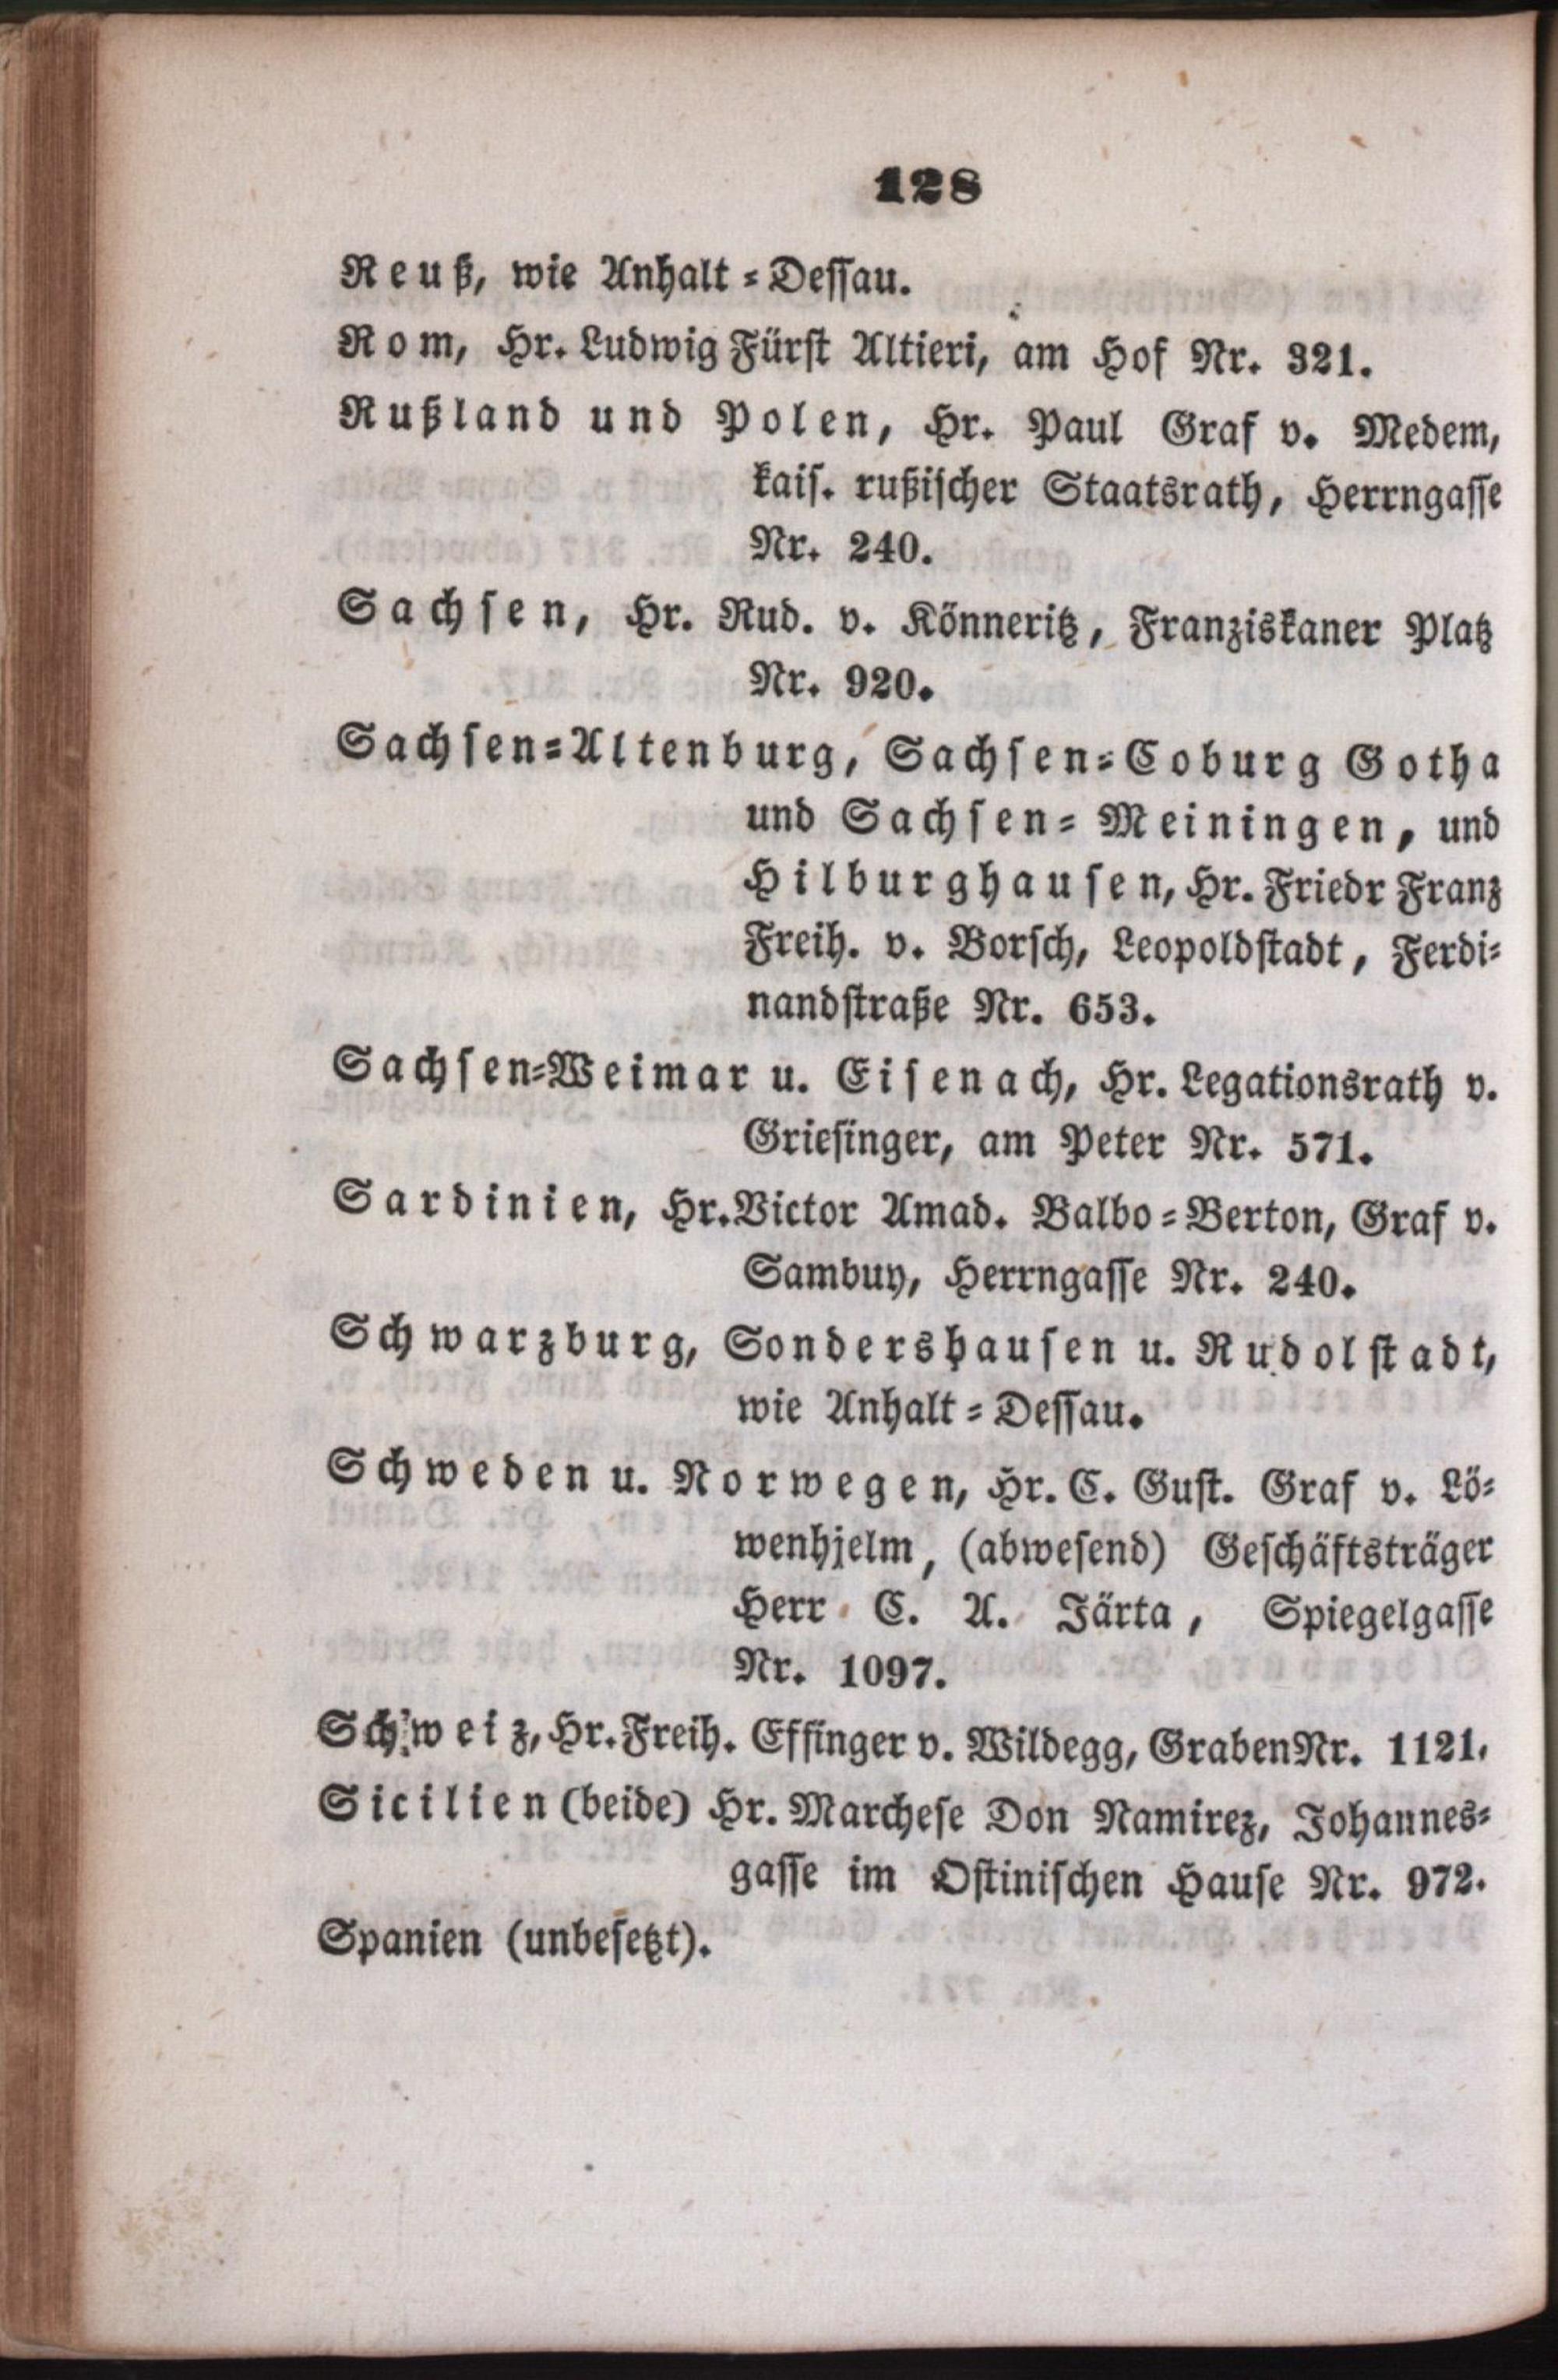 128
Reuß, wie Anhalt-Dessau.
Rom, Hr. Ludwig Fürst Altieri, am Hof Nr. 321.
Rußland und Polen, Hr. Paul Graf v. Medem,
kais. rußischer Staatsrath, Herrngasse
Nr. 240.
Sachsen, Hr. Rud. v. Könneritz, Franziskaner Platz
Nr. 920.
Sachsen-Altenburg, Sachsen-Coburg Gotha
und Sachsen-Meiningen, und
Hilburghausen, Hr. Friedr Franz
Freih. v. Borsch, Leopoldstadt, Ferdi-
nandstraße Nr. 653.
Sachsen-Weimar u. Eisenach, Hr. Legationsrath v.
Griesinger, am Peter Nr. 571.
Sardinien, Hr. Victor Amad. Balbo-Berton, Graf v.
Sambuy, Herrngasse Nr. 240.
Schwarzburg, Sondershausen u. Rudolstadt,
wie Anhalt-Dessau.
Schweden u. Norwegen, Hr. C. Gust. Graf v. Lö-
wenhjelm, (abwesend) Geschäftsträger
Herr C. A. Järta, Spiegelgasse
Nr. 1097.
Schweiz, Hr. Freih. Effinger v. Wildegg, Graben Nr. 1121.
Sicilien (beide) Hr. Marchese Don Ramirez, Johannes-
gasse im Ostinischen Hause Nr. 972.
Spanien (unbesetzt).